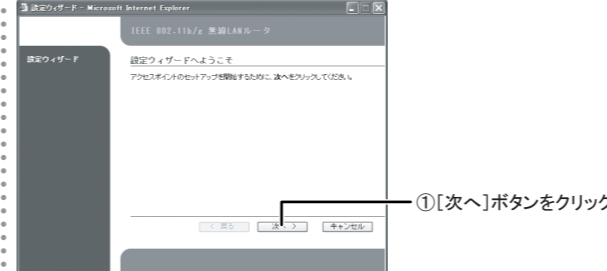 設定ウィザード - Microsoft Internet Explorer
IEEE 802.11b/g 無線LANルータ
設定ウィザード
設定ウィザードへようこそ
アクセスポイントのセットアップを開始するために、次へをクリックしてください。
< 戻る 次へ > キャンセル
①[次へ]ボタンをクリック